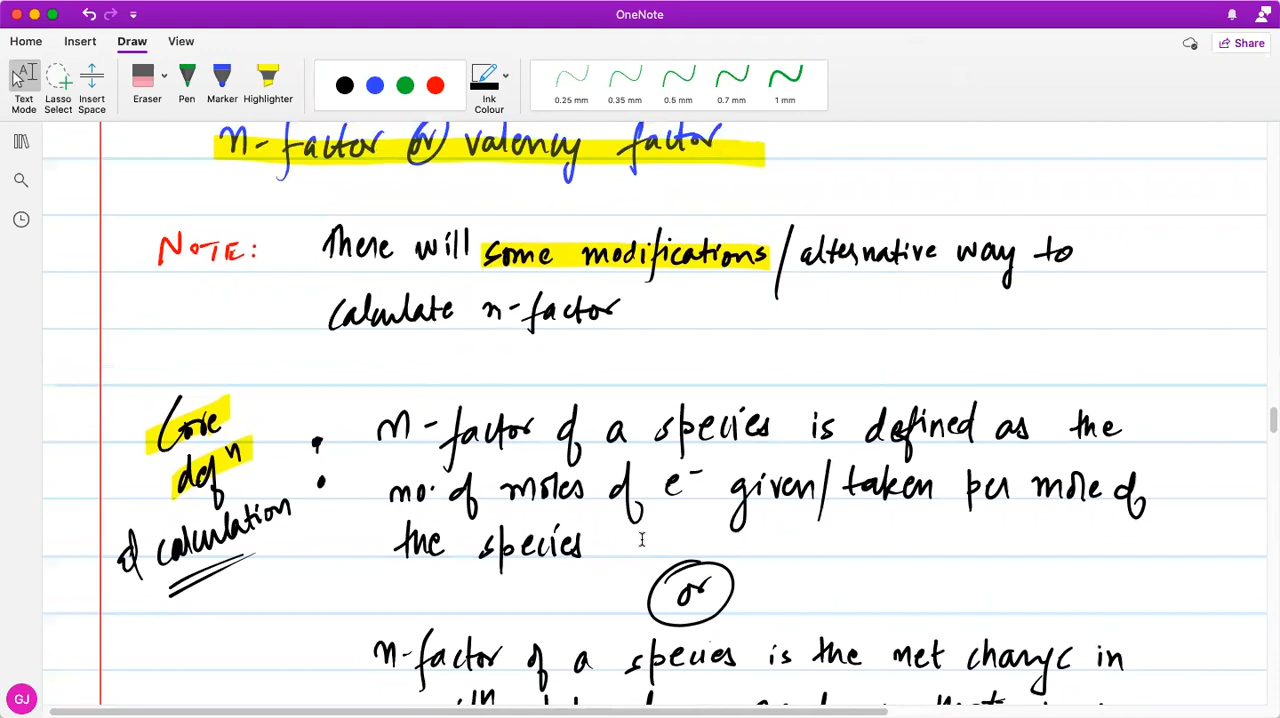 OneNote
Home Insert Draw View
Share
Text Mode
Lasso Select
Insert Space
Eraser
Pen
Marker
Highlighter
Ink Colour
0.25 mm
0.35 mm
0.5 mm
0.7 mm
1 mm
n-factor or valency factor
NOTE: There will some modifications/alternative way to
calculate n-factor
Core
defn
of calculation
:
n-factor of a species is defined as the
no. of moles of e- given/taken per mole of
the species
or
n-factor of a species is the net change in
GJ